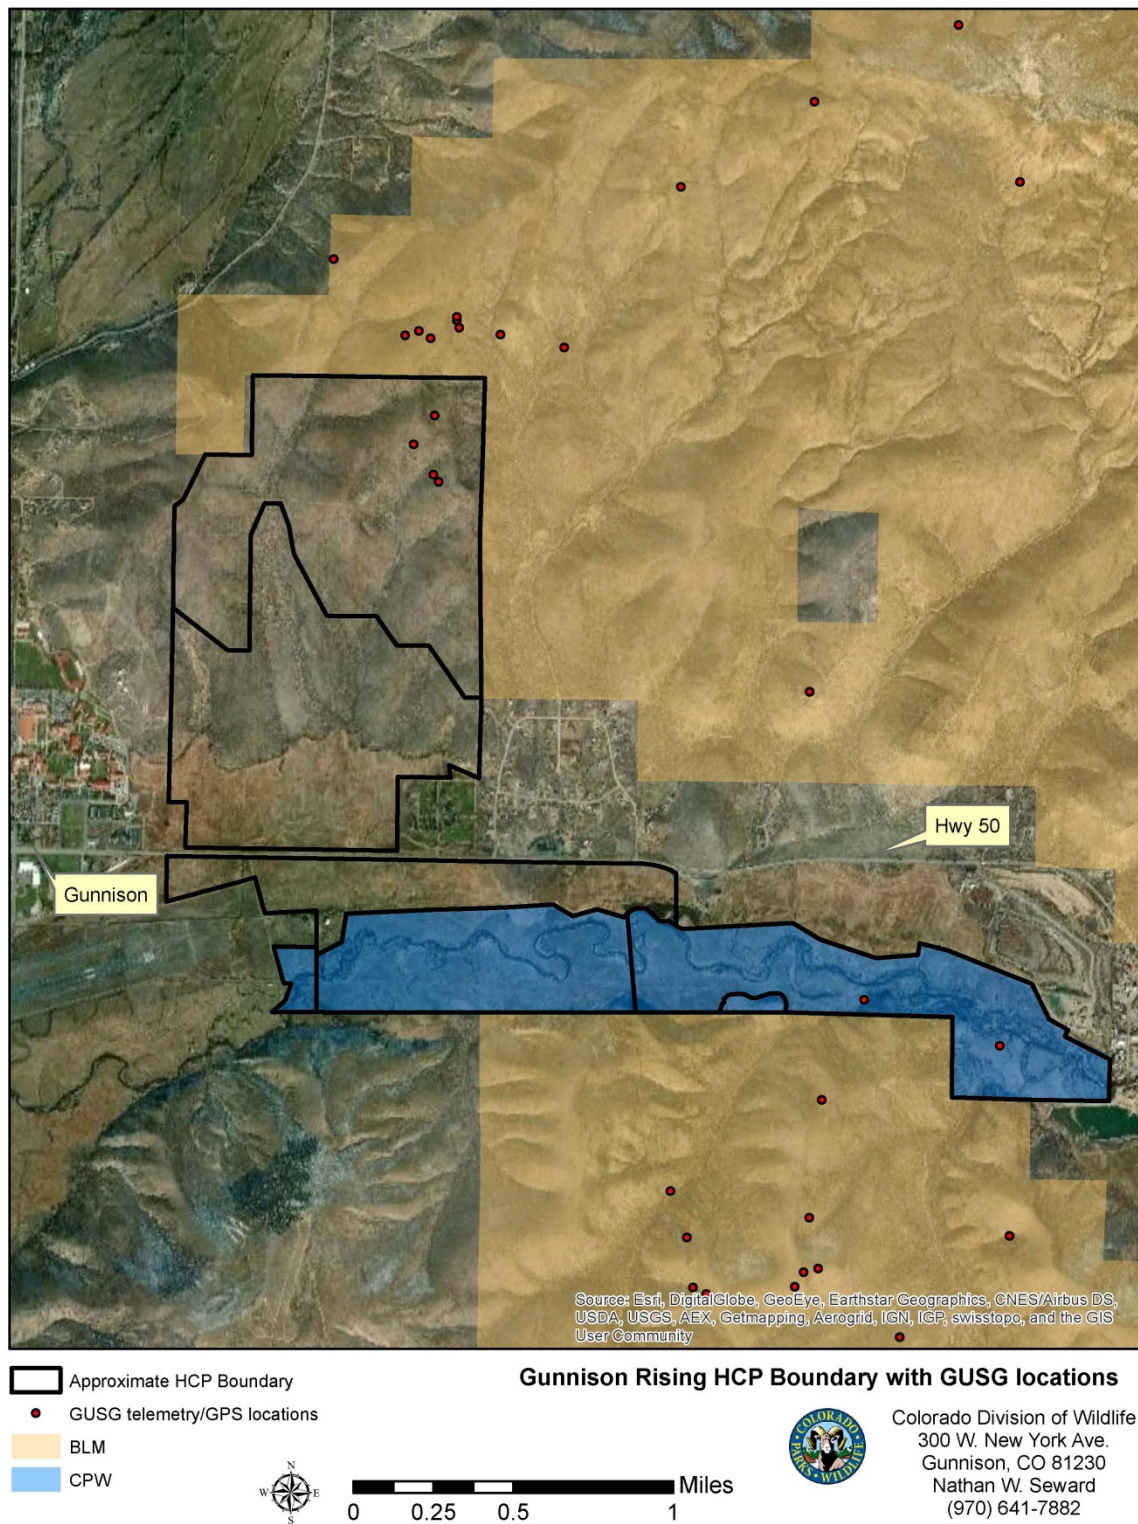 Hwy 50
Gunnison
Source: Esri, DigitalGlobe, GeoEye, Earthstar Geographics, CNES/Airbus DS,
USDA, USGS, AEX, Getmapping, Aerogrid, IGN, IGP, swisstopo, and the GIS
User Community
Approximate HCP Boundary
GUSG telemetry/GPS locations
BLM
CPW
N
W E
S
0 0.25 0.5 1
Miles
Gunnison Rising HCP Boundary with GUSG locations
COLORADO
PARKS • WILDLIFE
Colorado Division of Wildlife
300 W. New York Ave.
Gunnison, CO 81230
Nathan W. Seward
(970) 641-7882